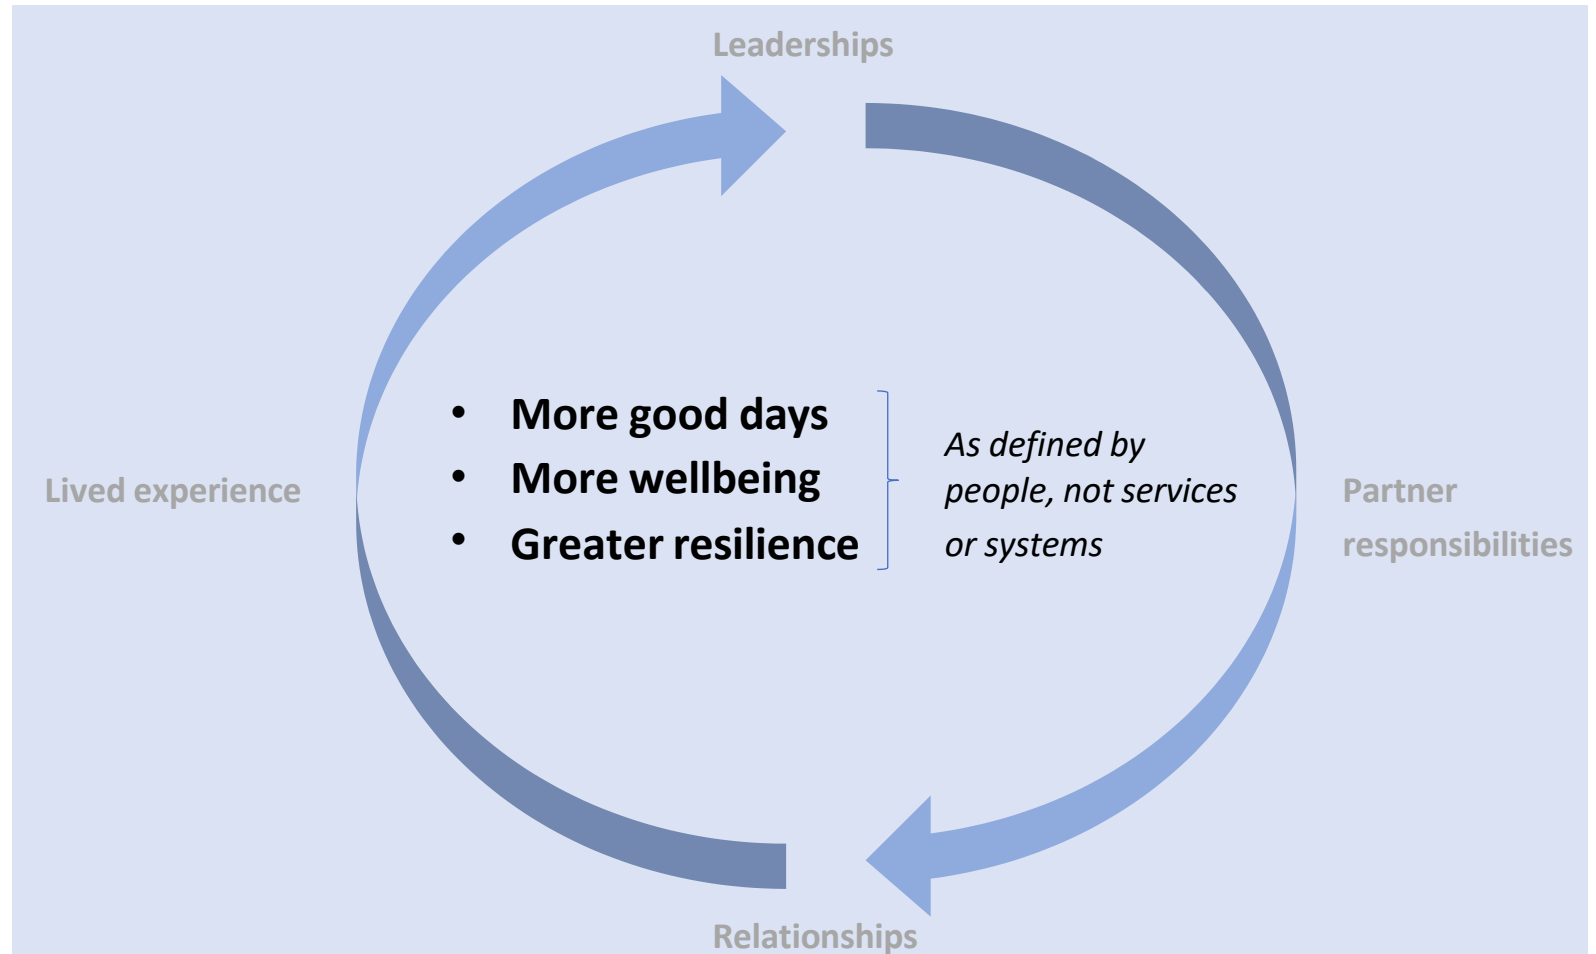 Leaderships
• More good days
• More wellbeing
• Greater resilience
As defined by
people, not services
or systems
Lived experience
Partner
responsibilities
Relationships